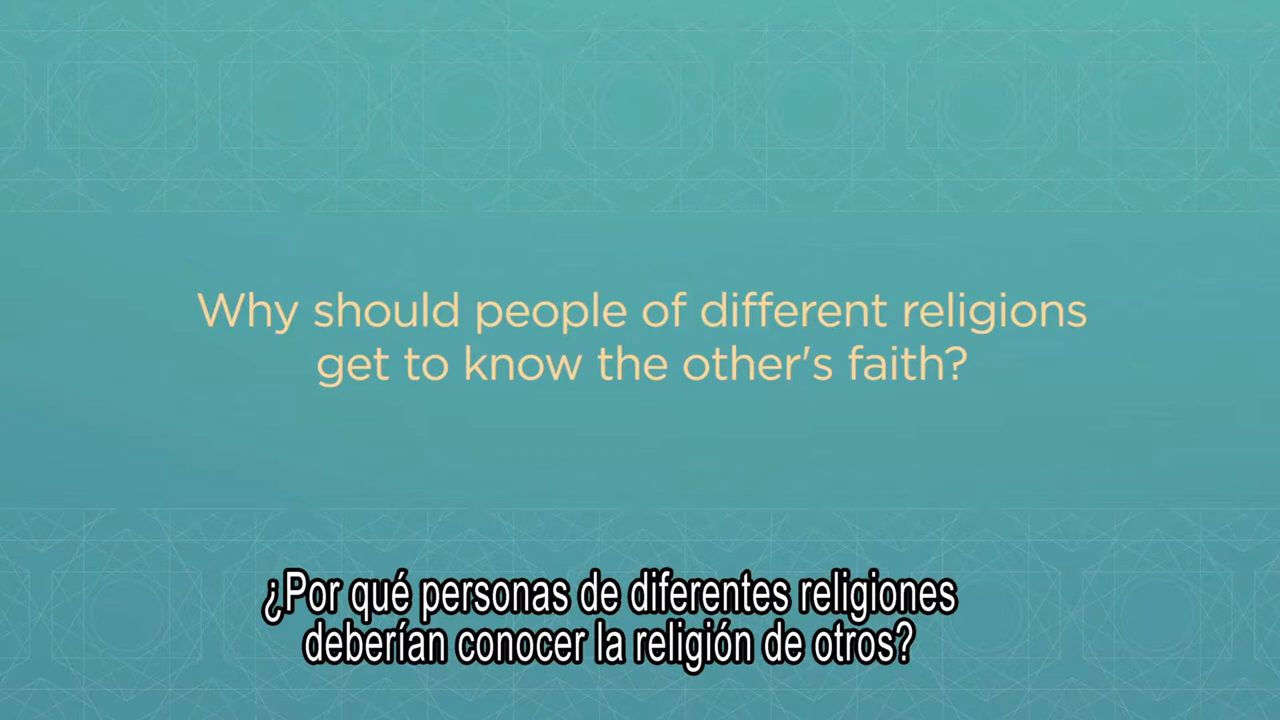 Why should people of different religions
get to know the other's faith?
¿Por qué personas de diferentes religiones
deberían conocer la religión de otros?